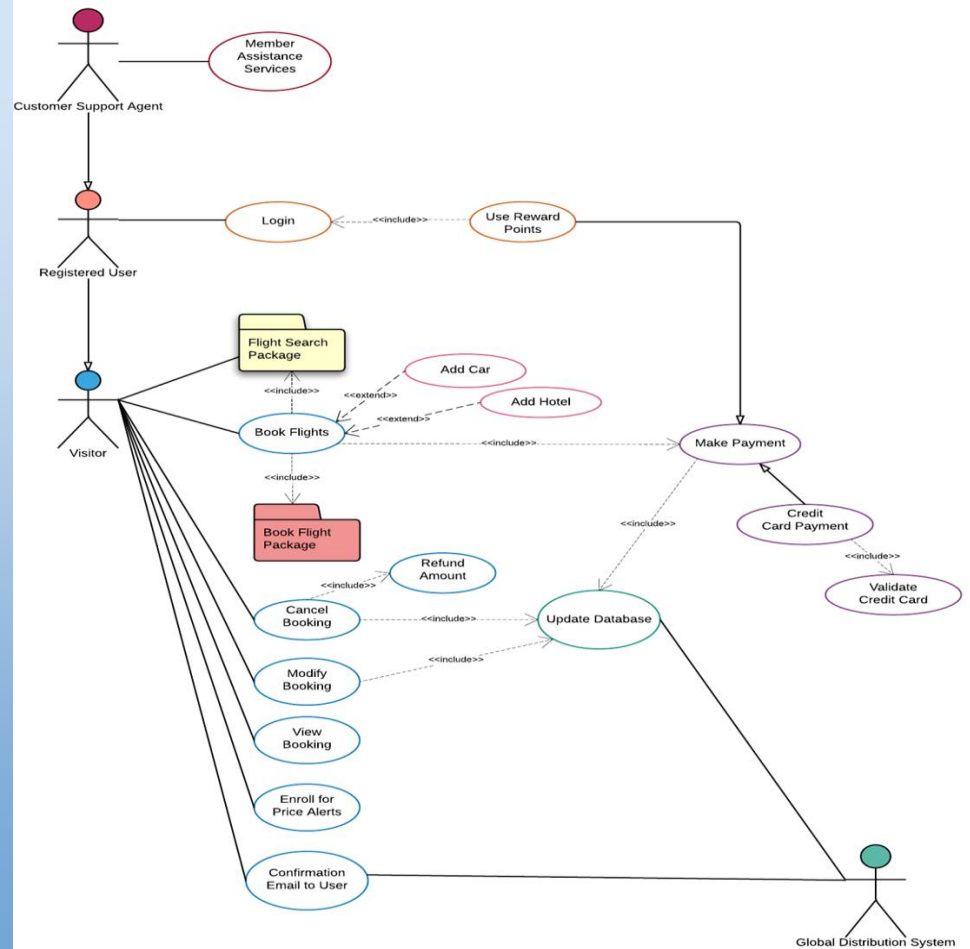 Member
Assistance
Services
Customer Support Agent
Login
<<include>>
Use Reward
Points
Registered User
Flight Search
Package
<<include>>
Add Car
<<extend>>
Add Hotel
<<extend>>
Book Flights
<<include>>
Make Payment
Visitor
<<include>>
Book Flight
Package
Credit
Card Payment
<<include>>
<<include>>
Validate
Credit Card
Refund
Amount
<<include>>
Cancel
Booking
<<include>>
Update Database
<<include>>
Modify
Booking
View
Booking
Enroll for
Price Alerts
Confirmation
Email to User
Global Distribution System